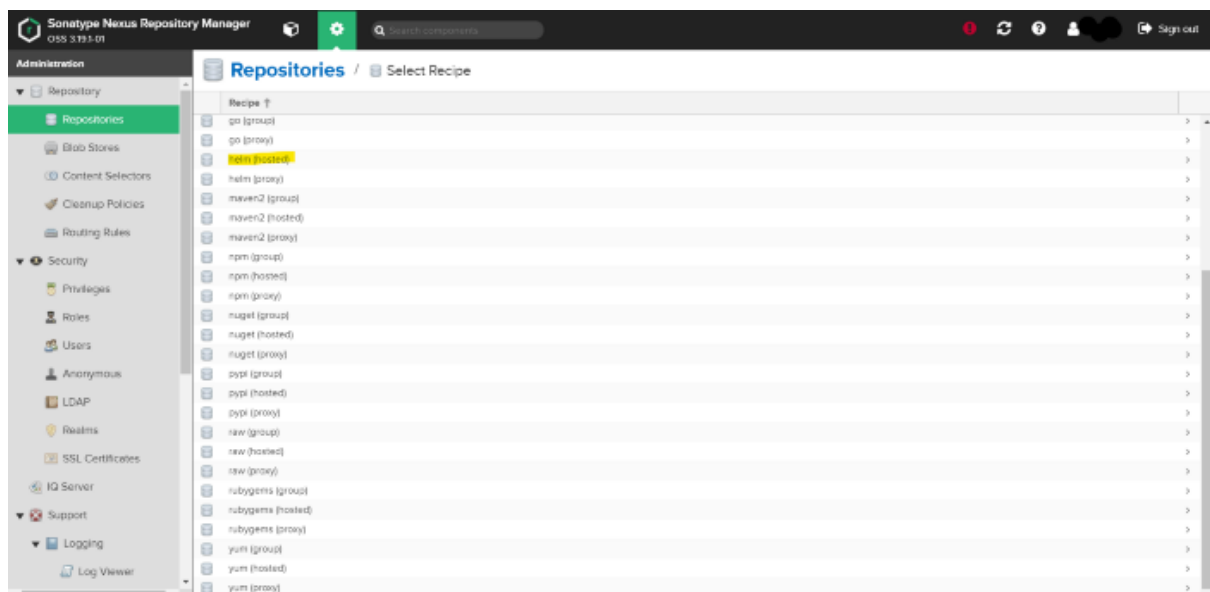 Sonatype Nexus Repository Manager
OSS 3.19.1-01
Search components
Sign out
Administration
Repository
Repositories
Blob Stores
Content Selectors
Cleanup Policies
Routing Rules
Security
Privileges
Roles
Users
Anonymous
LDAP
Realms
SSL Certificates
IQ Server
Support
Logging
Log Viewer
Repositories / Select Recipe
Recipe ↑
go (group)
go (proxy)
helm (hosted)
helm (proxy)
maven2 (group)
maven2 (hosted)
maven2 (proxy)
npm (group)
npm (hosted)
npm (proxy)
nuget (group)
nuget (hosted)
nuget (proxy)
pypi (group)
pypi (hosted)
pypi (proxy)
raw (group)
raw (hosted)
raw (proxy)
rubygems (group)
rubygems (hosted)
rubygems (proxy)
yum (group)
yum (hosted)
yum (proxy)